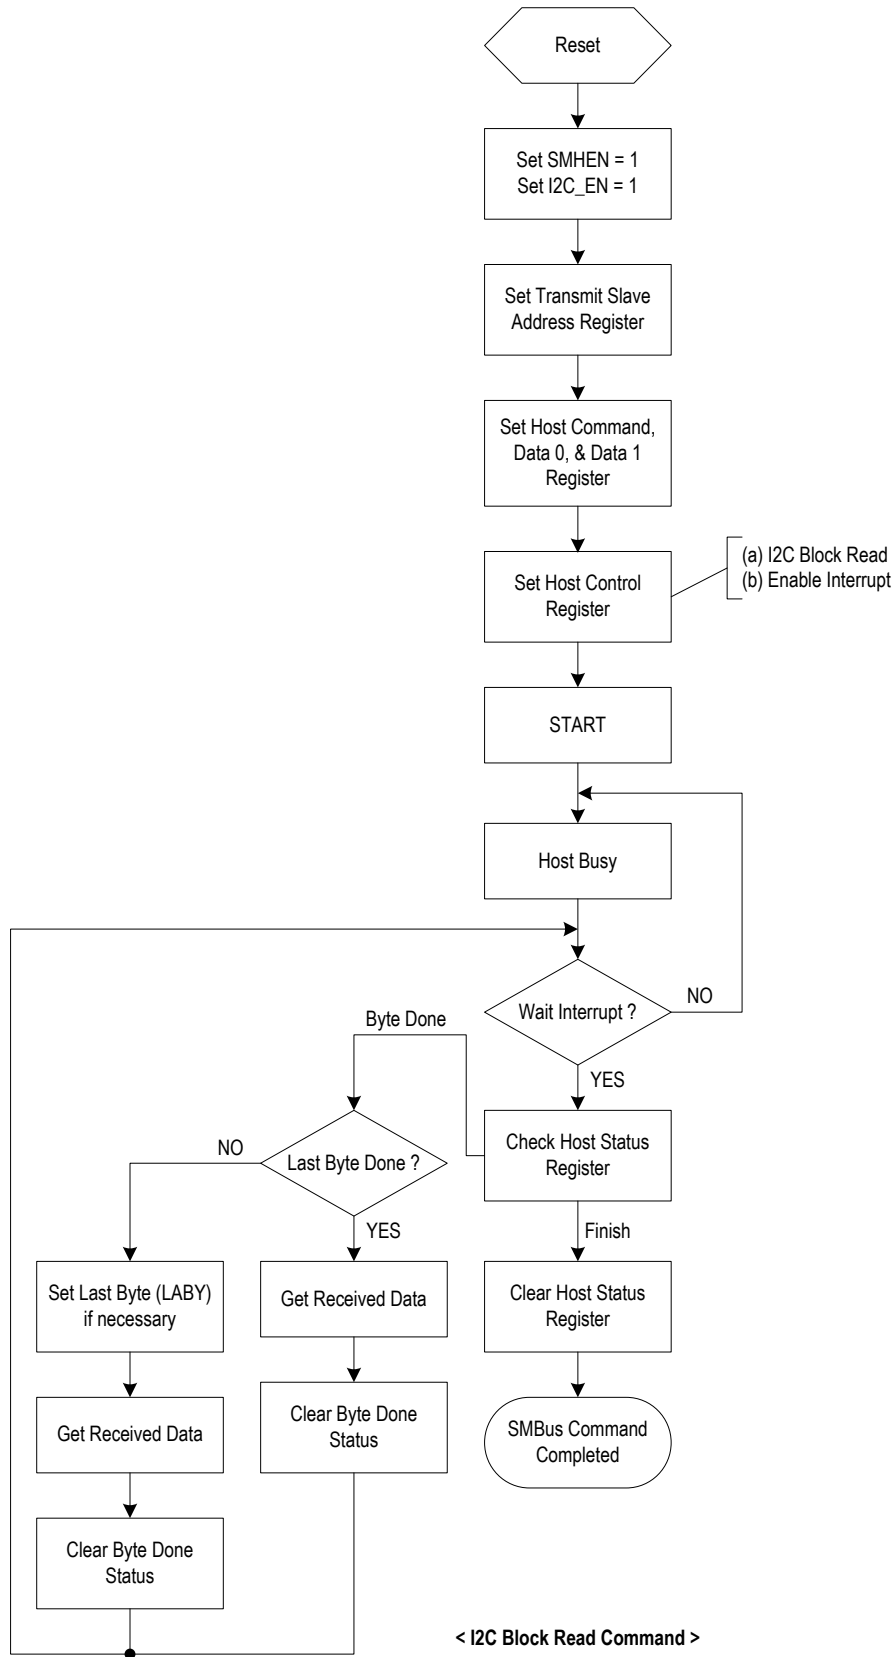 Reset
Set SMHEN = 1
Set I2C_EN = 1
Set Transmit Slave
Address Register
Set Host Command,
Data 0, & Data 1
Register
Set Host Control
Register
(a) I2C Block Read
(b) Enable Interrupt
START
Host Busy
Wait Interrupt ?
NO
YES
Byte Done
Check Host Status
Register
Last Byte Done ?
NO
YES
Finish
Set Last Byte (LABY)
if necessary
Get Received Data
Clear Host Status
Register
Get Received Data
Clear Byte Done
Status
SMBus Command
Completed
Clear Byte Done
Status
< I2C Block Read Command >